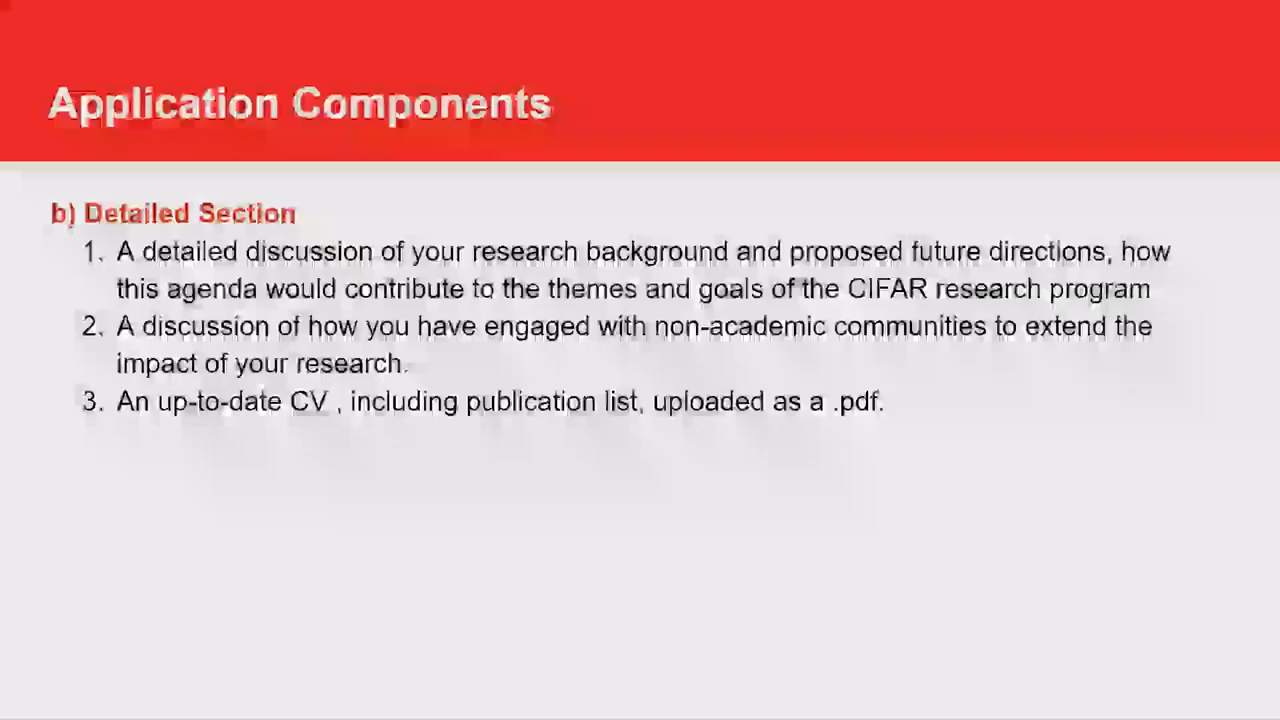 Application Components
b) Detailed Section
1. A detailed discussion of your research background and proposed future directions, how
this agenda would contribute to the themes and goals of the CIFAR research program
2. A discussion of how you have engaged with non-academic communities to extend the
impact of your research.
3. An up-to-date CV , including publication list, uploaded as a .pdf.